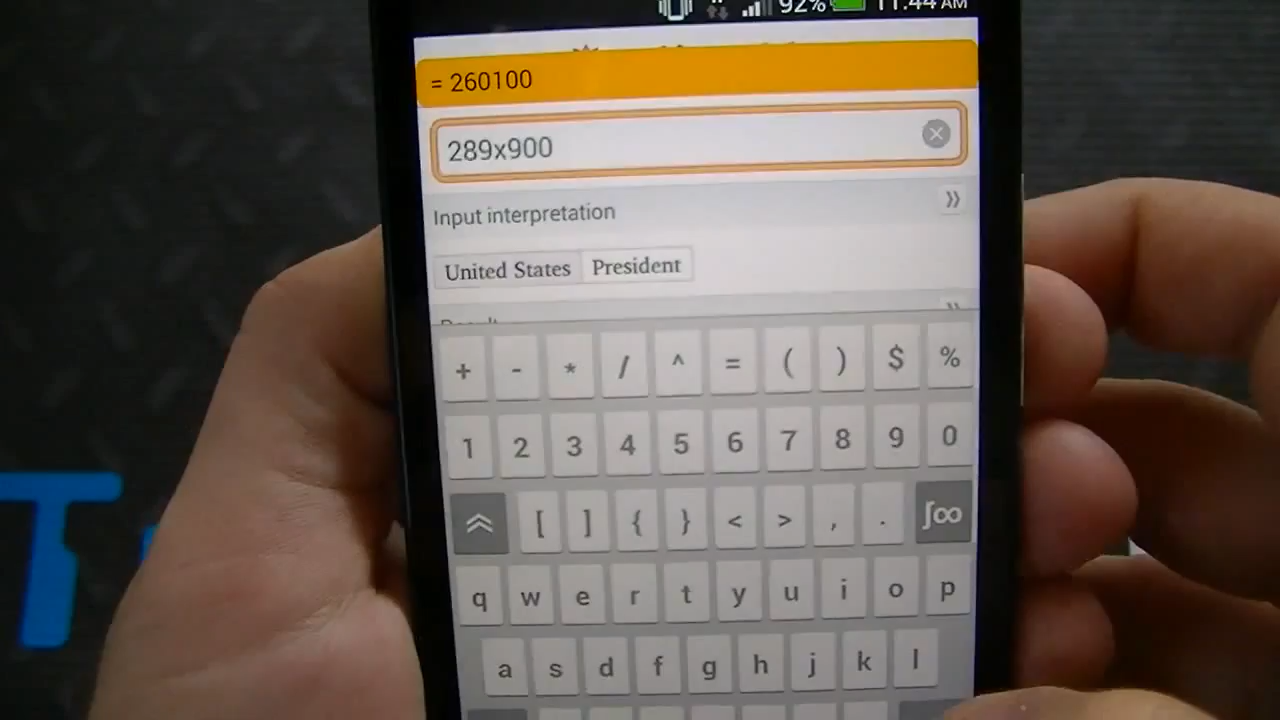 92% 11:44 AM
= 260100
289x900
Input interpretation
United States President
+ - * / ^ = ( ) $ %
1 2 3 4 5 6 7 8 9 0
[ ] { } < > , . ∫∞
q w e r t y u i o p
a s d f g h j k l